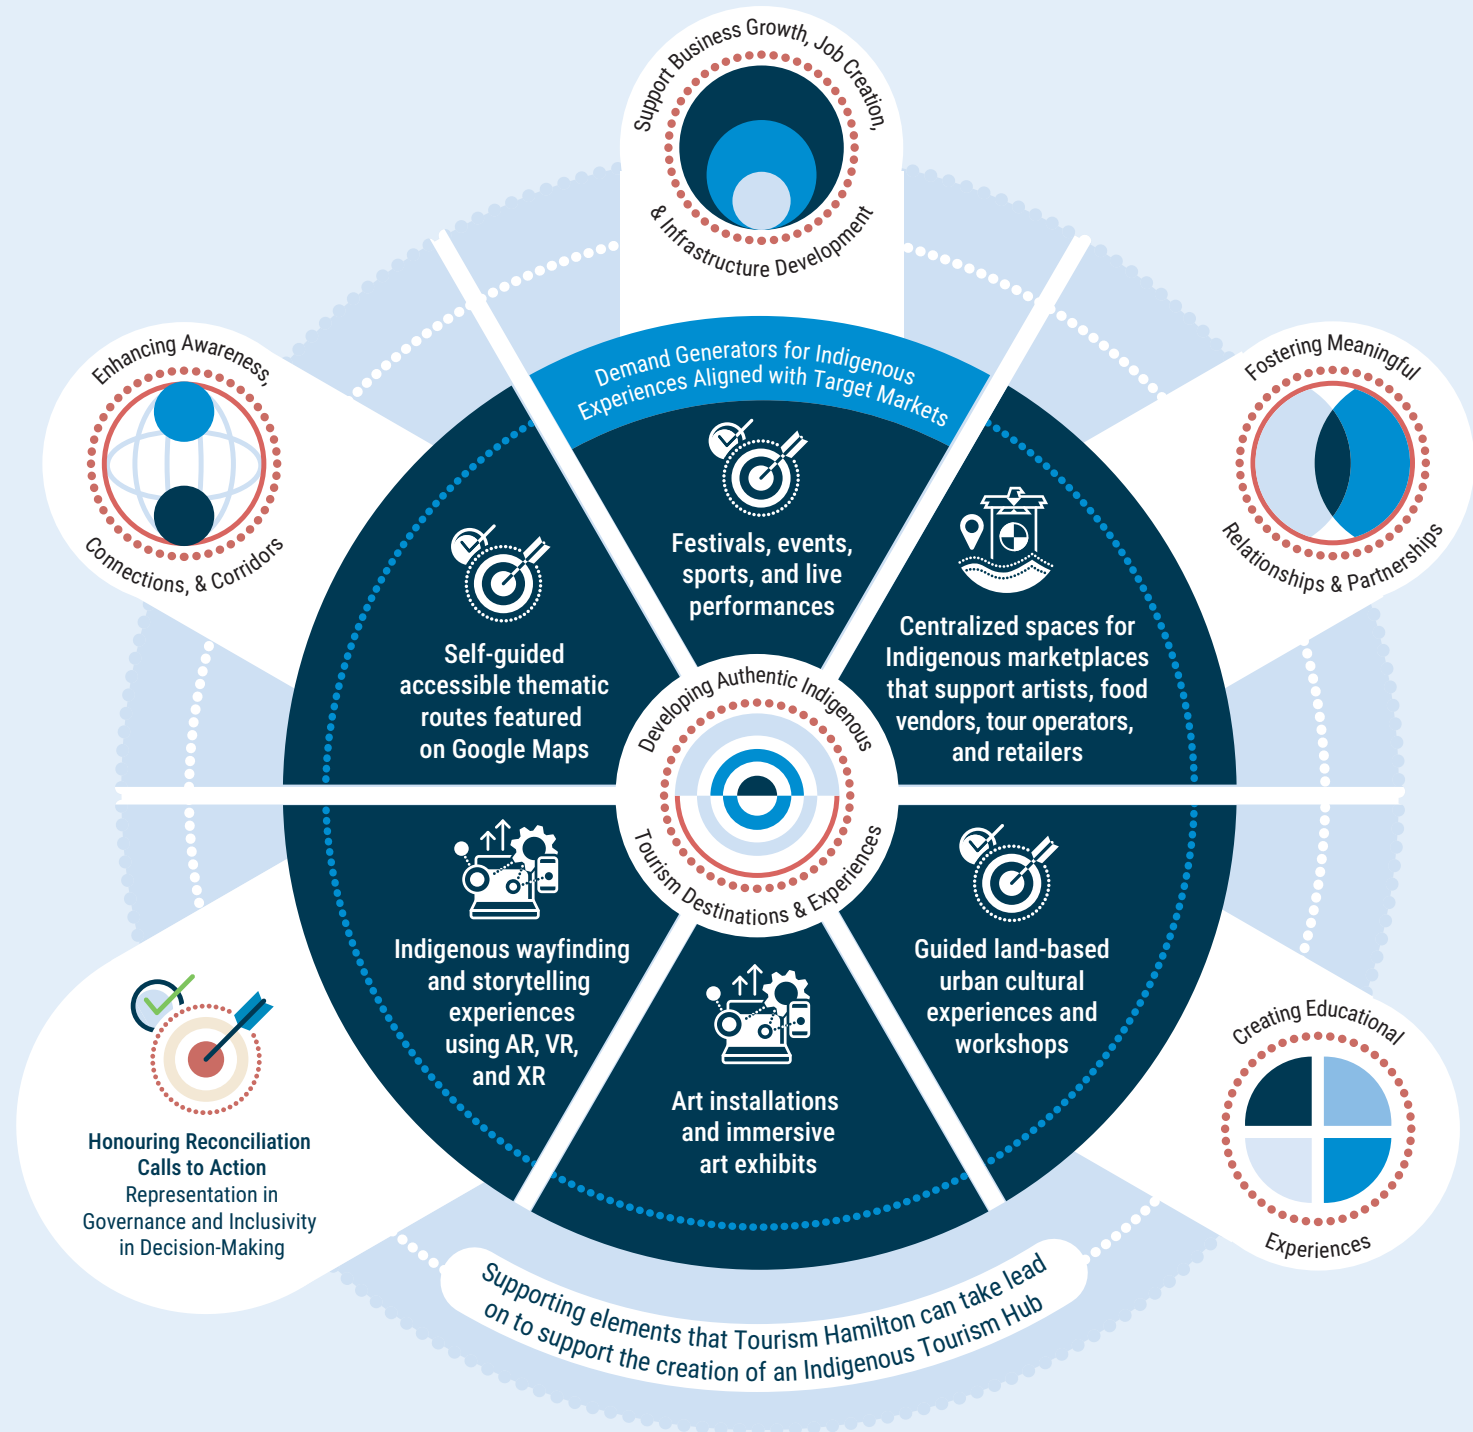 Support Business Growth, Job Creation,
& Infrastructure Development
Enhancing Awareness,
Connections, & Corridors
Fostering Meaningful
Relationships & Partnerships
Demand Generators for Indigenous
Experiences Aligned with Target Markets
Festivals, events,
sports, and live
performances
Self-guided
accessible thematic
routes featured
on Google Maps
Centralized spaces for
Indigenous marketplaces
that support artists, food
vendors, tour operators,
and retailers
Developing Authentic Indigenous
Tourism Destinations & Experiences
Indigenous wayfinding
and storytelling
experiences
using AR, VR,
and XR
Art installations
and immersive
art exhibits
Guided land-based
urban cultural
experiences and
workshops
Honouring Reconciliation
Calls to Action
Representation in
Governance and Inclusivity
in Decision-Making
Creating Educational
Experiences
Supporting elements that Tourism Hamilton can take lead
on to support the creation of an Indigenous Tourism Hub